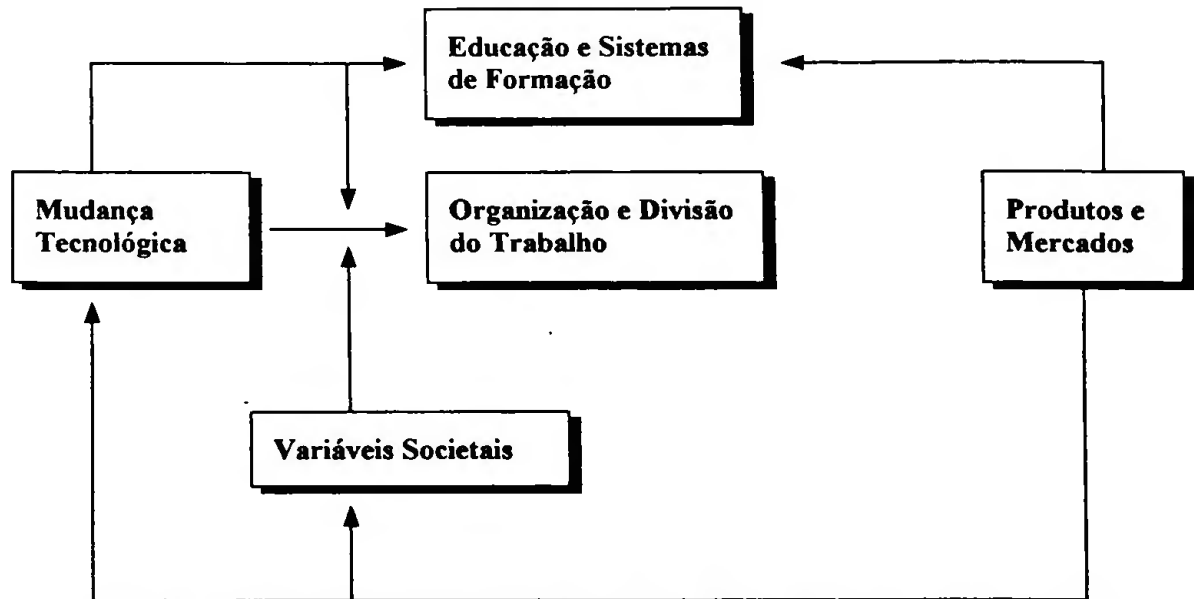 Educação e Sistemas
de Formação
Mudança
Tecnológica
Organização e Divisão
do Trabalho
Produtos e
Mercados
Variáveis Societais